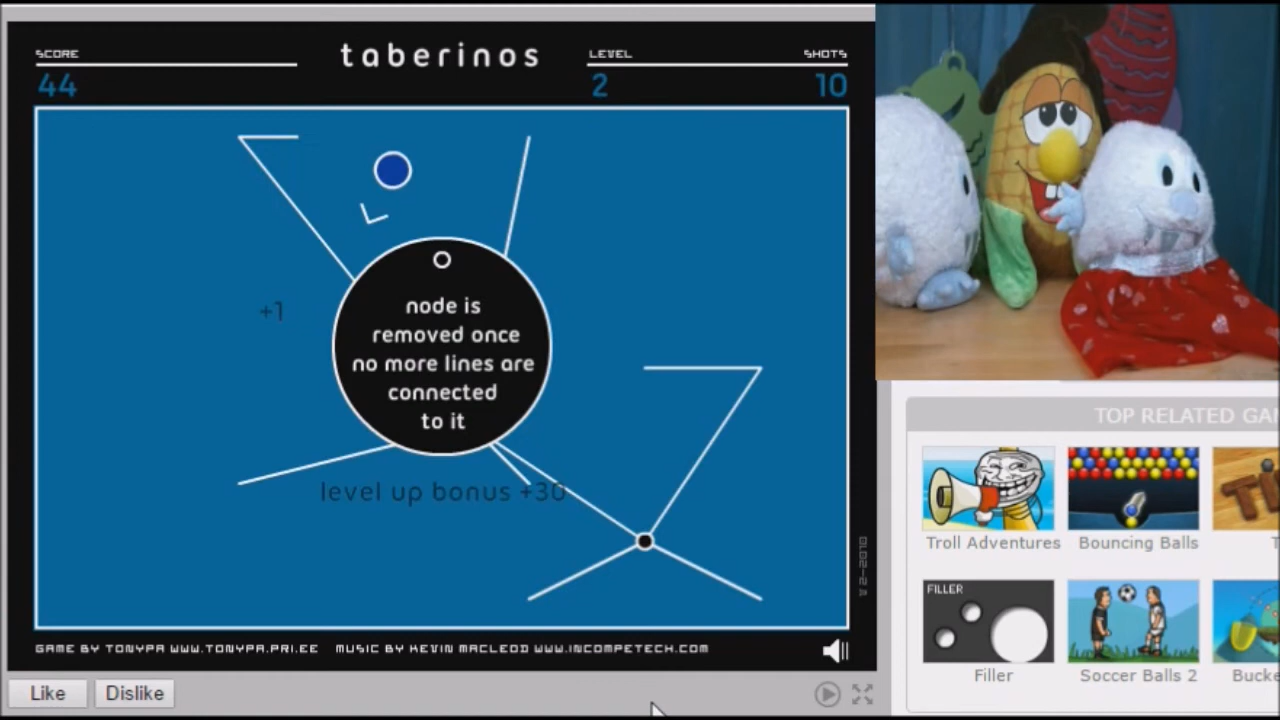 SCORE
taberinos
LEVEL
SHOTS
44
2
10
node is
removed once
no more lines are
connected
to it
+1
level up bonus +30
GAME BY TONYPA WWW.TONYPA.PRI.EE MUSIC BY KEVIN MACLEOD WWW.INCOMPETECH.COM
Like
Dislike
TOP RELATED GA
Troll Adventures
Bouncing Balls
FILLER
Filler
Soccer Balls 2
Bucke